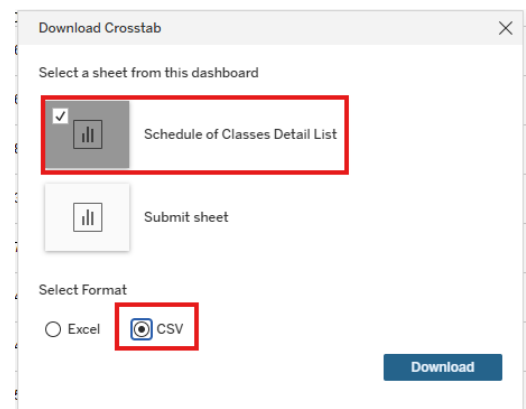 Download Crosstab
Select a sheet from this dashboard
Schedule of Classes Detail List
Submit sheet
Select Format
Excel CSV
Download